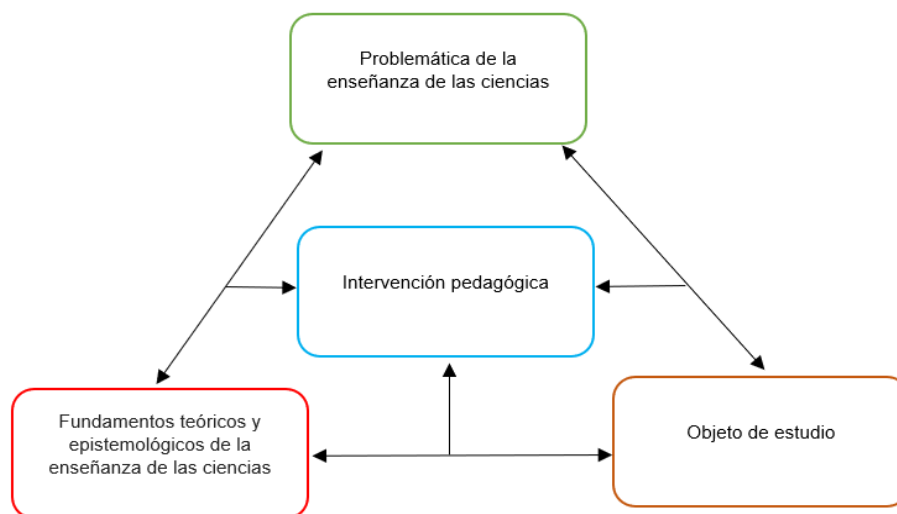 Problemática de la
enseñanza de las ciencias
Intervención pedagógica
Fundamentos teóricos y
epistemológicos de la
enseñanza de las ciencias
Objeto de estudio